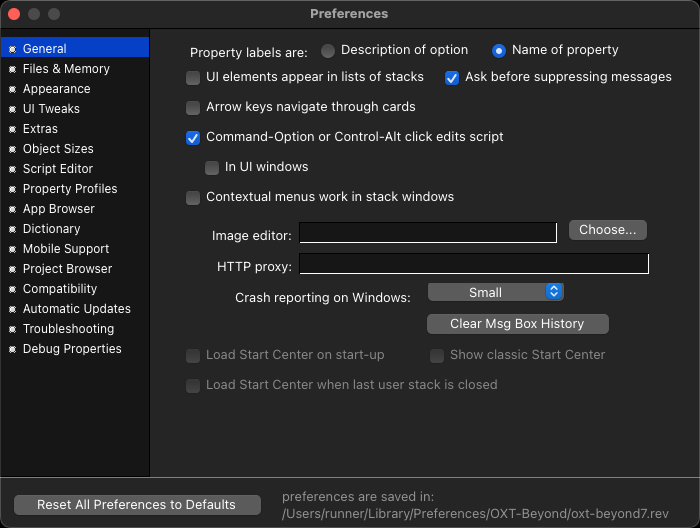 Preferences
General
Files & Memory
Appearance
UI Tweaks
Extras
Object Sizes
Script Editor
Property Profiles
App Browser
Dictionary
Mobile Support
Project Browser
Compatibility
Automatic Updates
Troubleshooting
Debug Properties
Property labels are: Description of option Name of property
UI elements appear in lists of stacks Ask before suppressing messages
Arrow keys navigate through cards
Command-Option or Control-Alt click edits script
In UI windows
Contextual menus work in stack windows
Image editor: Choose...
HTTP proxy:
Crash reporting on Windows: Small
Clear Msg Box History
Load Start Center on start-up Show classic Start Center
Load Start Center when last user stack is closed
Reset All Preferences to Defaults
preferences are saved in:
/Users/runner/Library/Preferences/OXT-Beyond/oxt-beyond7.rev